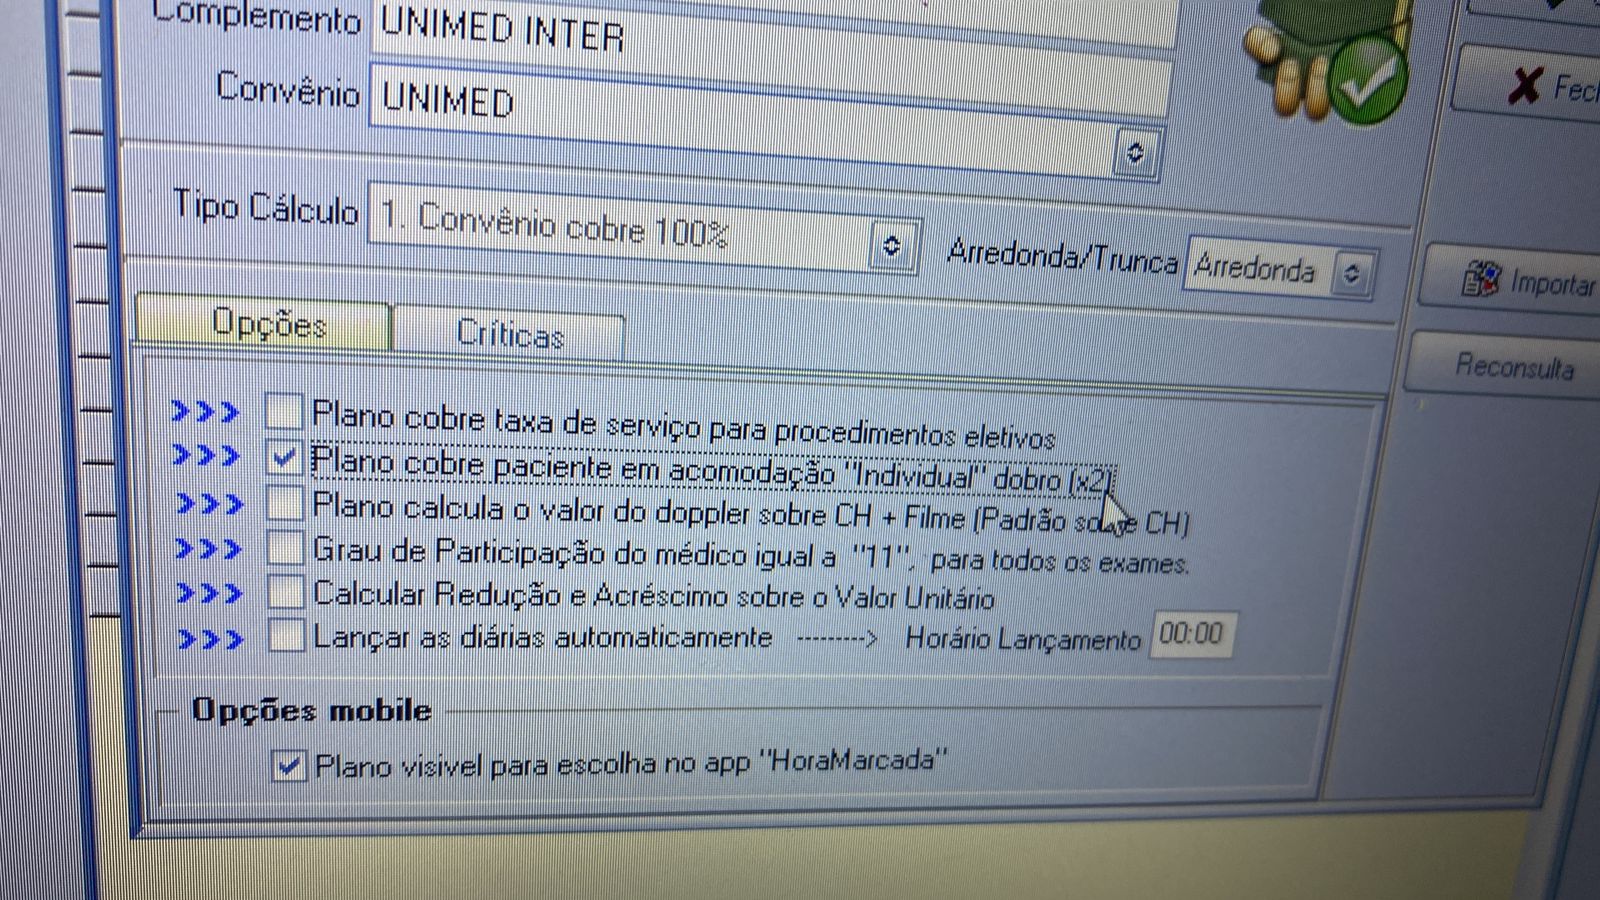 Complemento UNIMED INTER
Convênio UNIMED
Fech
Tipo Cálculo 1. Convênio cobre 100% Arredonda/Trunca Arredonda
Importar
Reconsulta
Opções Críticas
>>> Plano cobre taxa de serviço para procedimentos eletivos
>>> Plano cobre paciente em acomodação "Individual" dobro (x2)
>>> Plano calcula o valor do doppler sobre CH + Filme (Padrão sobre CH)
>>> Grau de Participação do médico igual a "11", para todos os exames.
>>> Calcular Redução e Acréscimo sobre o Valor Unitário
>>> Lançar as diárias automaticamente ---------> Horário Lançamento 00:00
Opções mobile
Plano visivel para escolha no app "HoraMarcada"